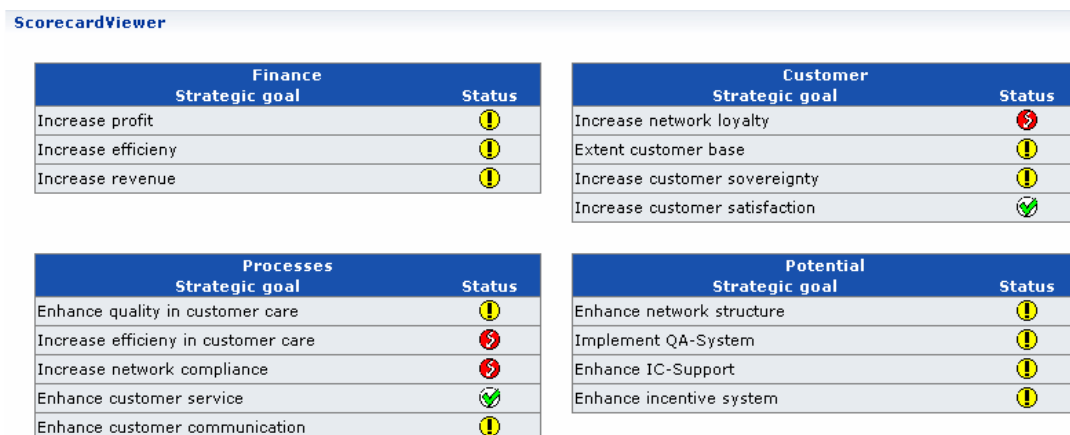 ScorecardViewer
Finance
Strategic goal Status
Increase profit
Increase efficieny
Increase revenue
Customer
Strategic goal Status
Increase network loyalty
Extent customer base
Increase customer sovereignty
Increase customer satisfaction
Processes
Strategic goal Status
Enhance quality in customer care
Increase efficieny in customer care
Increase network compliance
Enhance customer service
Enhance customer communication
Potential
Strategic goal Status
Enhance network structure
Implement QA-System
Enhance IC-Support
Enhance incentive system